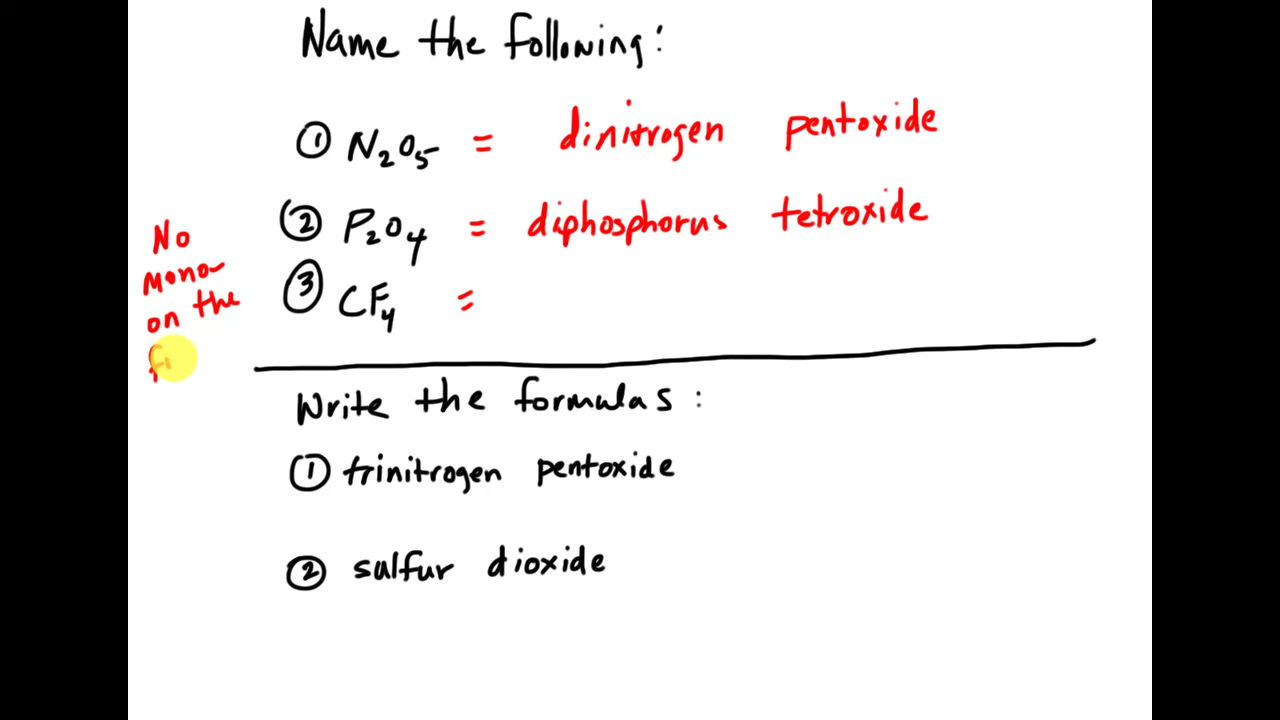 Name the following:
① N₂O₅ = dinitrogen pentoxide
② P₂O₄ = diphosphorus tetroxide
③ CF₄ =
No
mono-
on the
Write the formulas:
① trinitrogen pentoxide
② sulfur dioxide